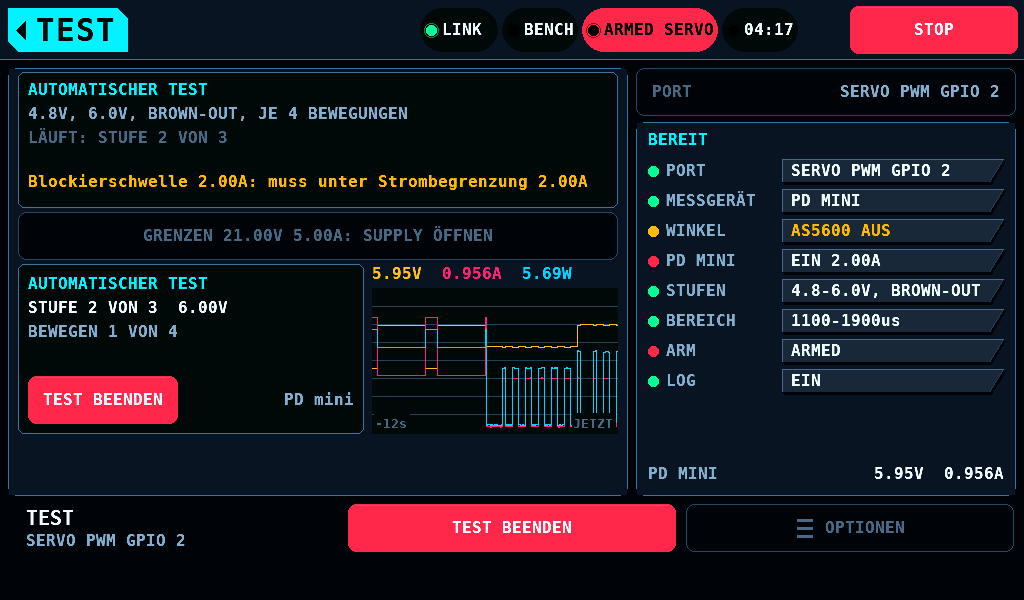 TEST
LINK
BENCH
ARMED SERVO
04:17
STOP
AUTOMATISCHER TEST
4.8V, 6.0V, BROWN-OUT, JE 4 BEWEGUNGEN
LÄUFT: STUFE 2 VON 3
Blockierschwelle 2.00A: muss unter Strombegrenzung 2.00A
GRENZEN 21.00V 5.00A: SUPPLY ÖFFNEN
AUTOMATISCHER TEST
STUFE 2 VON 3 6.00V
BEWEGEN 1 VON 4
TEST BEENDEN
PD mini
5.95V 0.956A 5.69W
-12s
JETZT
PORT
SERVO PWM GPIO 2
BEREIT
PORT SERVO PWM GPIO 2
MESSGERÄT PD MINI
WINKEL AS5600 AUS
PD MINI EIN 2.00A
STUFEN 4.8-6.0V, BROWN-OUT
BEREICH 1100-1900us
ARM ARMED
LOG EIN
PD MINI 5.95V 0.956A
TEST
SERVO PWM GPIO 2
TEST BEENDEN
OPTIONEN